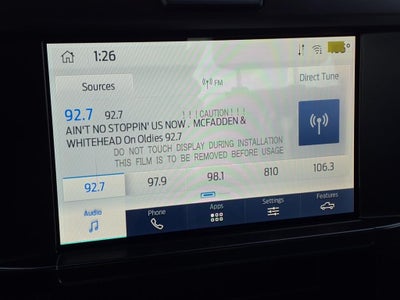 1:26
Sources
FM
Direct Tune
92.7 92.7
! ! ! CAUTION ! ! !
AIN'T NO STOPPIN' US NOW . MCFADDEN &
WHITEHEAD On Oldies 92.7
DO NOT TOUCH DISPLAY DURING INSTALLATION
THIS FILM IS TO BE REMOVED BEFORE USAGE
92.7 97.9 98.1 810 106.3
Audio Phone Apps Settings Features